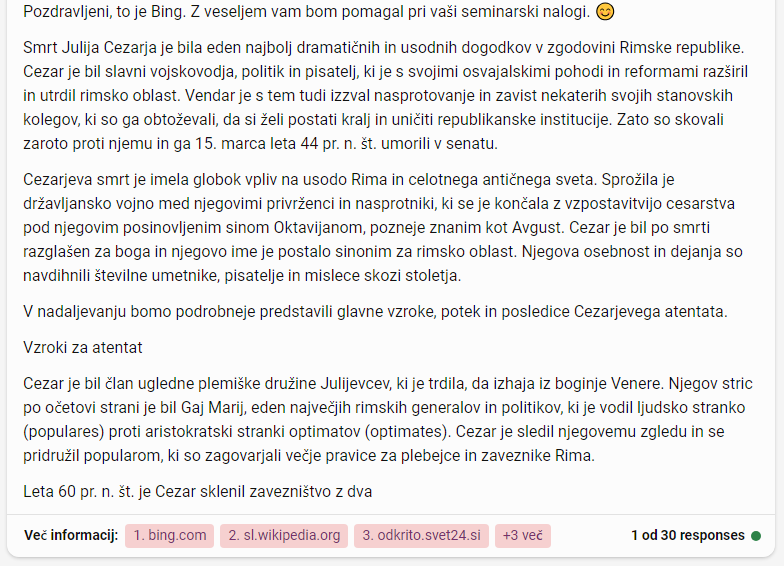 Pozdravljeni, to je Bing. Z veseljem vam bom pomagal pri vaši seminarski nalogi. 😊
Smrt Julija Cezarja je bila eden najbolj dramatičnih in usodnih dogodkov v zgodovini Rimske republike.
Cezar je bil slavni vojskovodja, politik in pisatelj, ki je s svojimi osvajalskimi pohodi in reformami razširil
in utrdil rimsko oblast. Vendar je s tem tudi izzval nasprotovanje in zavist nekaterih svojih stanovskih
kolegov, ki so ga obtoževali, da si želi postati kralj in uničiti republikanske institucije. Zato so skovali
zaroto proti njemu in ga 15. marca leta 44 pr. n. št. umorili v senatu.
Cezarjeva smrt je imela globok vpliv na usodo Rima in celotnega antičnega sveta. Sprožila je
državljansko vojno med njegovimi privrženci in nasprotniki, ki se je končala z vzpostavitvijo cesarstva
pod njegovim posinovljenim sinom Oktavijanom, pozneje znanim kot Avgust. Cezar je bil po smrti
razglašen za boga in njegovo ime je postalo sinonim za rimsko oblast. Njegova osebnost in dejanja so
navdihnili številne umetnike, pisatelje in mislece skozi stoletja.
V nadaljevanju bomo podrobneje predstavili glavne vzroke, potek in posledice Cezarjevega atentata.
Vzroki za atentat
Cezar je bil član ugledne plemiške družine Julijevcev, ki je trdila, da izhaja iz boginje Venere. Njegov stric
po očetovi strani je bil Gaj Marij, eden največjih rimskih generalov in politikov, ki je vodil ljudsko stranko
(populares) proti aristokratski stranki optimatov (optimates). Cezar je sledil njegovemu zgledu in se
pridružil popularom, ki so zagovarjali večje pravice za plebejce in zaveznike Rima.
Leta 60 pr. n. št. je Cezar sklenil zavezništvo z dva
Več informacij: 1. bing.com 2. sl.wikipedia.org 3. odkrito.svet24.si +3 več 1 od 30 responses